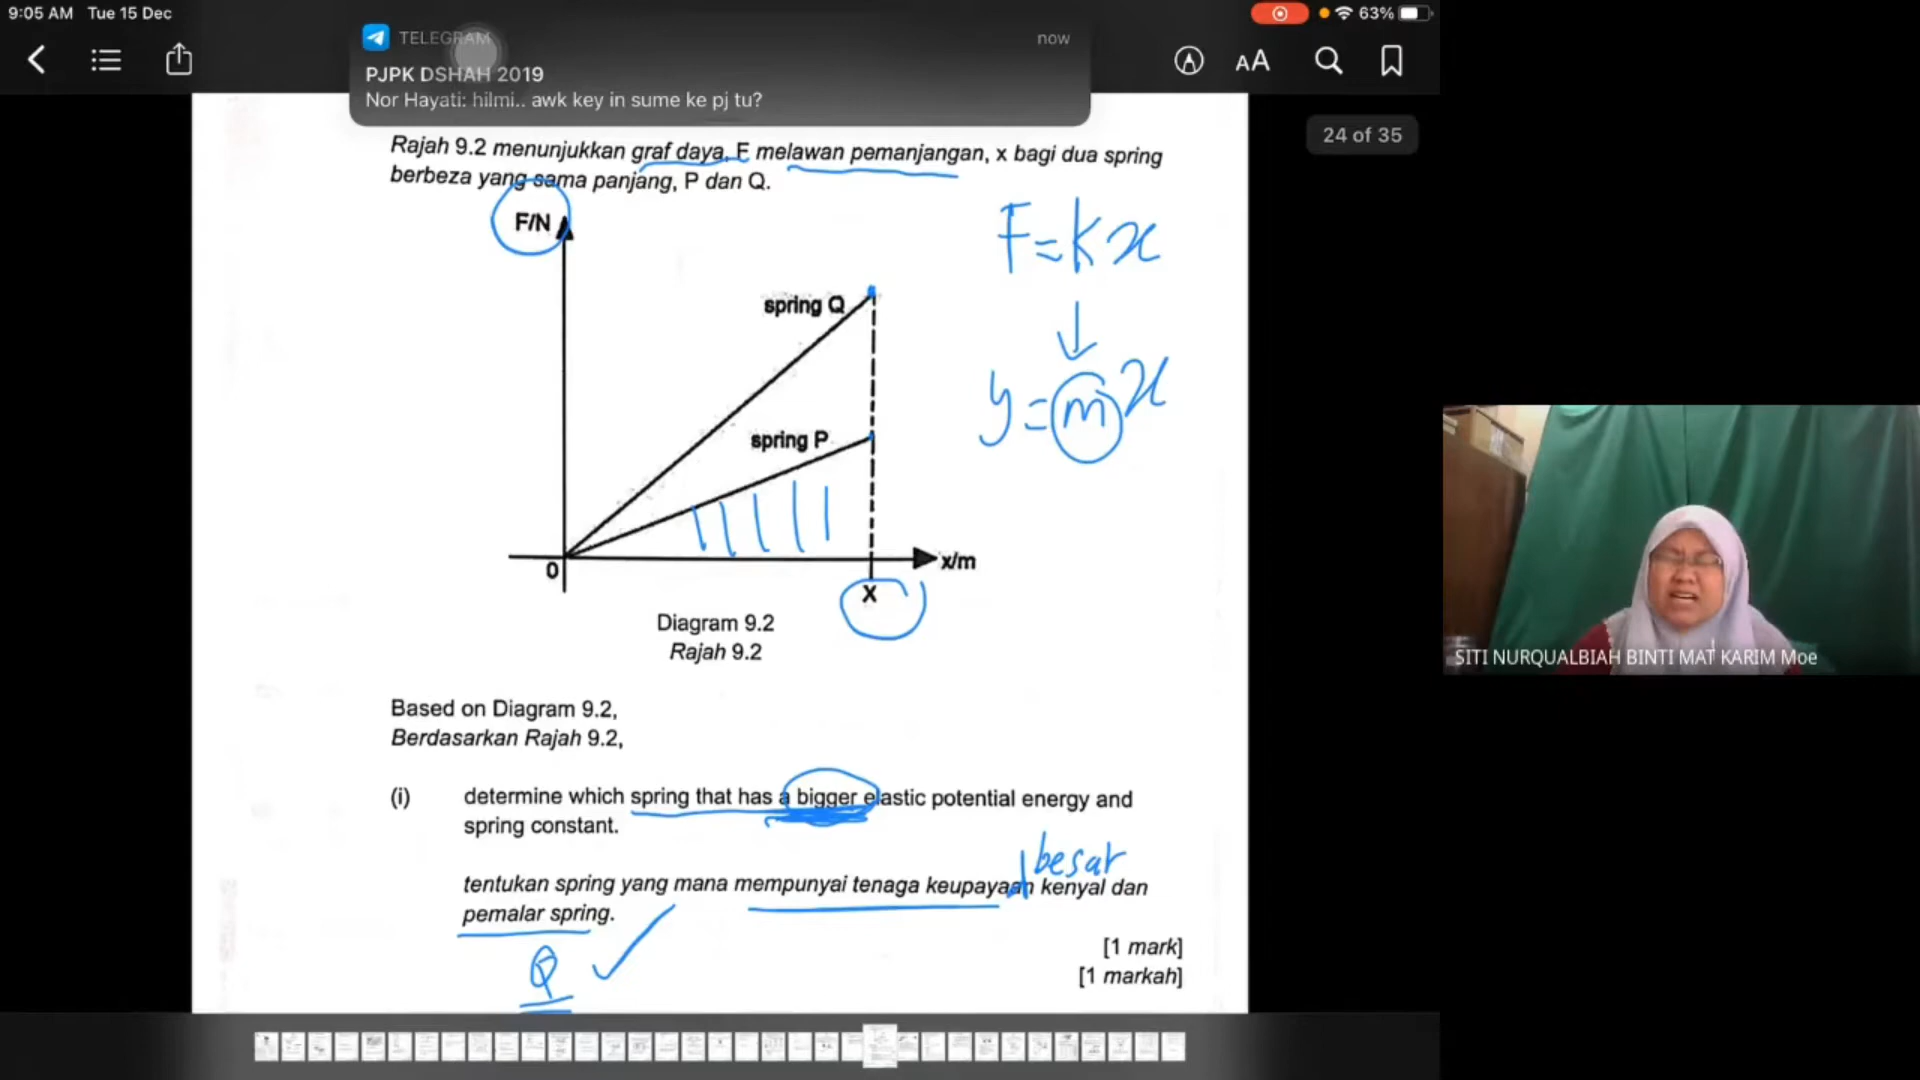 9:05 AM Tue 15 Dec
63%
TELEGRAM
now
PJPK DSHAH 2019
Nor Hayati: hilmi.. awk key in sume ke pj tu?
AA
24 of 35
Rajah 9.2 menunjukkan graf daya, F melawan pemanjangan, x bagi dua spring
berbeza yang sama panjang, P dan Q.
F/N
F=kx
spring Q
y=mx
spring P
0
x/m
X
Diagram 9.2
Rajah 9.2
SITI NURQUALBIAH BINTI MAT KARIM Moe
Based on Diagram 9.2,
Berdasarkan Rajah 9.2,
(i) determine which spring that has a bigger elastic potential energy and
spring constant.
besar
tentukan spring yang mana mempunyai tenaga keupayaan kenyal dan
pemalar spring.
Q
[1 mark]
[1 markah]